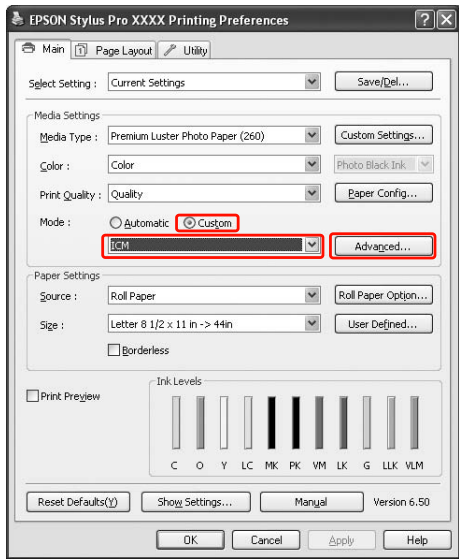 EPSON Stylus Pro XXXX Printing Preferences
Main Page Layout Utility
Select Setting : Current Settings Save/Del...
Media Settings
Media Type : Premium Luster Photo Paper (260) Custom Settings...
Color : Color Photo Black Ink
Print Quality : Quality Paper Config...
Mode : Automatic Custom
ICM Advanced...
Paper Settings
Source : Roll Paper Roll Paper Option...
Size : Letter 8 1/2 x 11 in -> 44in User Defined...
Borderless
Print Preview
Ink Levels
C O Y LC MK PK VM LK G LLK VLM
Reset Defaults(Y) Show Settings... Manual Version 6.50
OK Cancel Apply Help